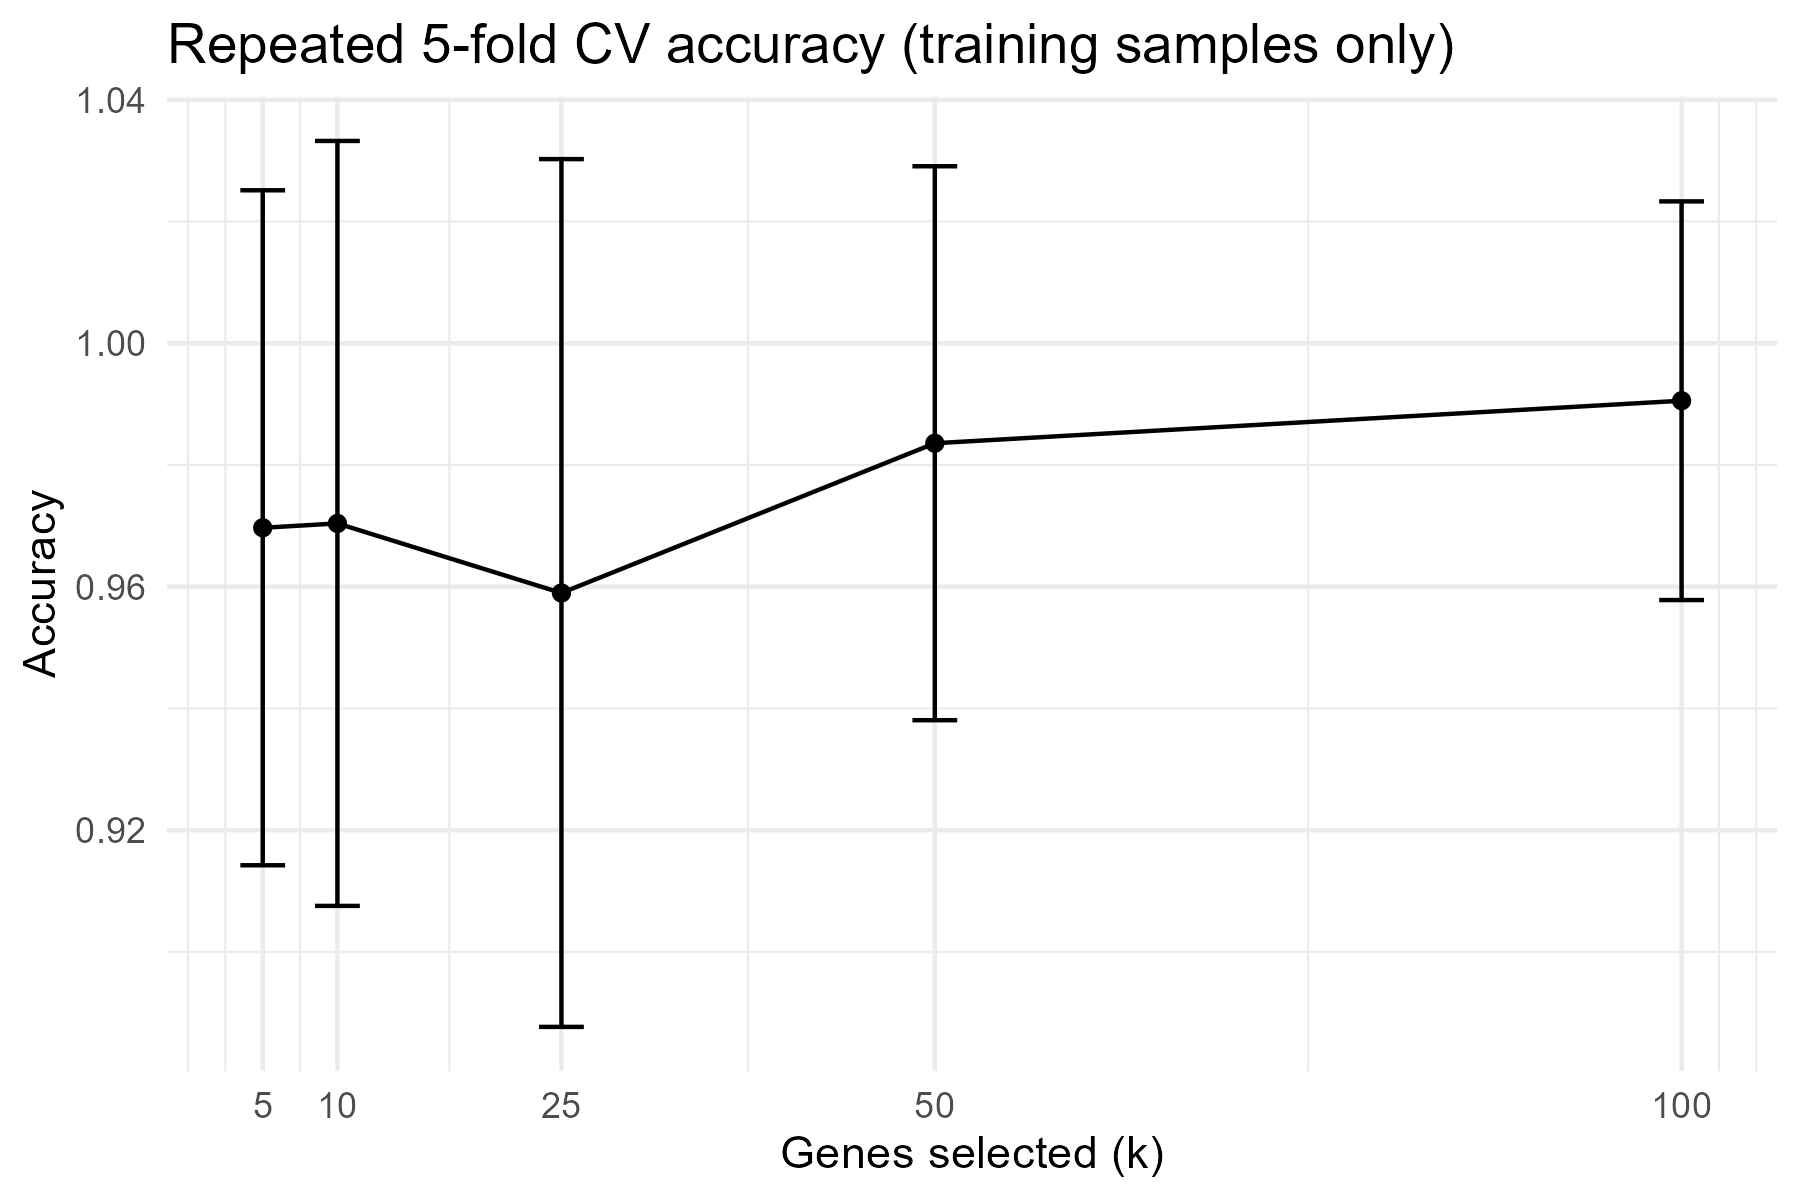 Repeated 5-fold CV accuracy (training samples only)
1.04
1.00
0.96
0.92
Accuracy
5 10 25 50 100
Genes selected (k)